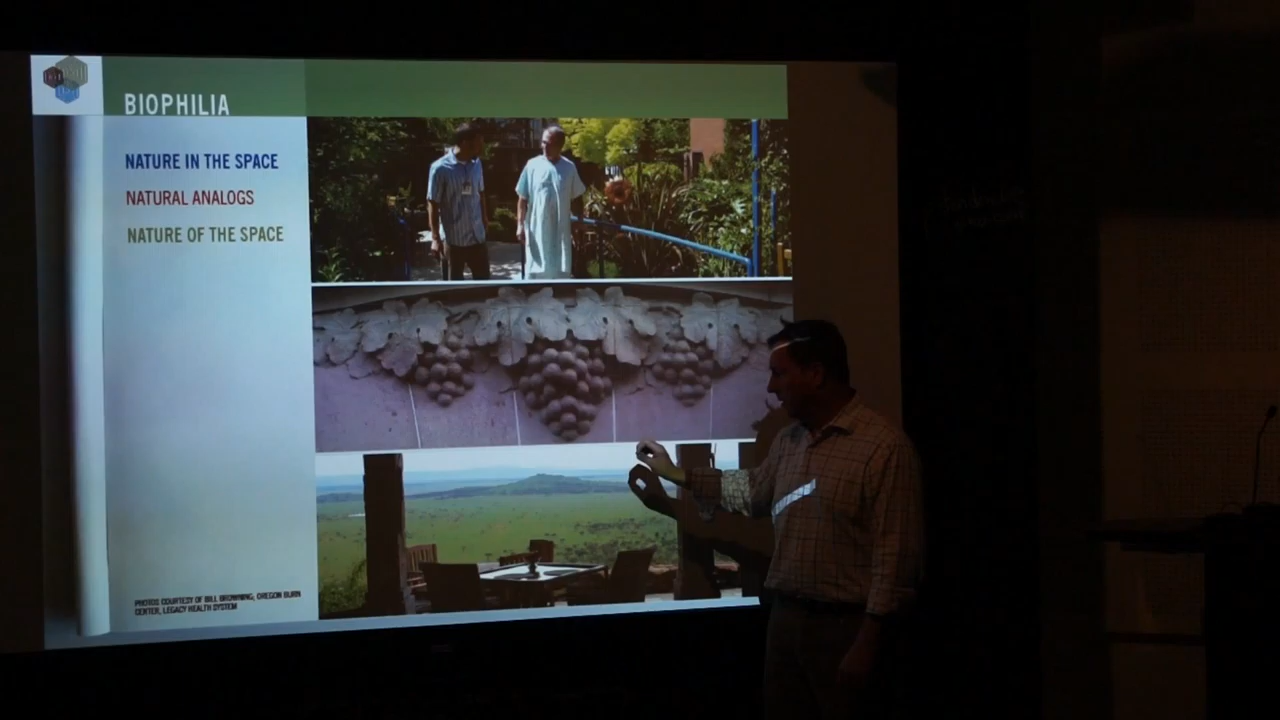 BIOPHILIA
NATURE IN THE SPACE
NATURAL ANALOGS
NATURE OF THE SPACE
PHOTOS COURTESY OF BILL BROWNING; OREGON BURN
CENTER, LEGACY HEALTH SYSTEM